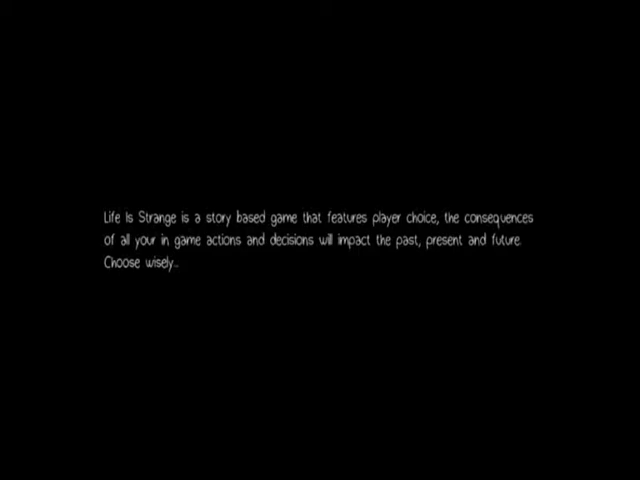 Life Is Strange is a story based game that features player choice, the consequences
of all your in game actions and decisions will impact the past, present and future.
Choose wisely...